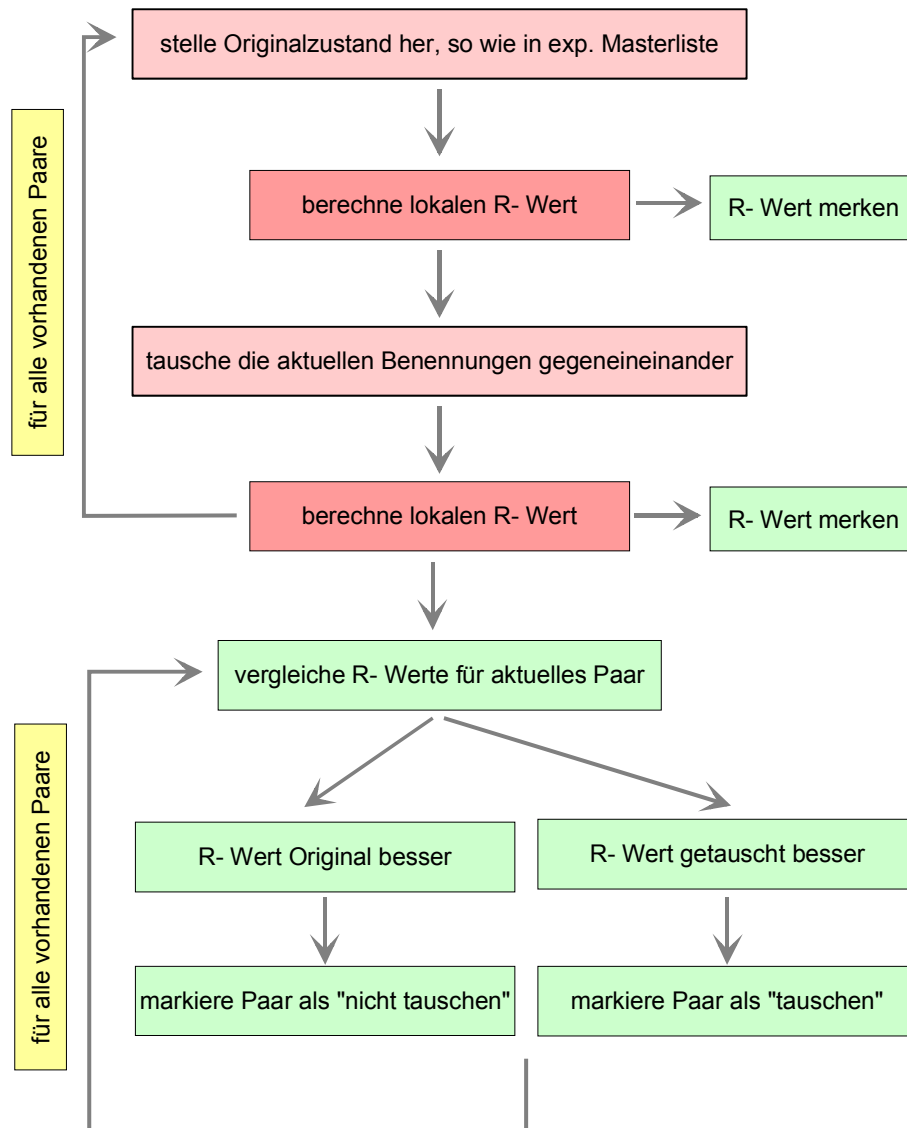 stelle Originalzustand her, so wie in exp. Masterliste
für alle vorhandenen Paare
berechne lokalen R- Wert
R- Wert merken
tausche die aktuellen Benennungen gegeneineinander
berechne lokalen R- Wert
R- Wert merken
vergleiche R- Werte für aktuelles Paar
für alle vorhandenen Paare
R- Wert Original besser
R- Wert getauscht besser
markiere Paar als "nicht tauschen"
markiere Paar als "tauschen"